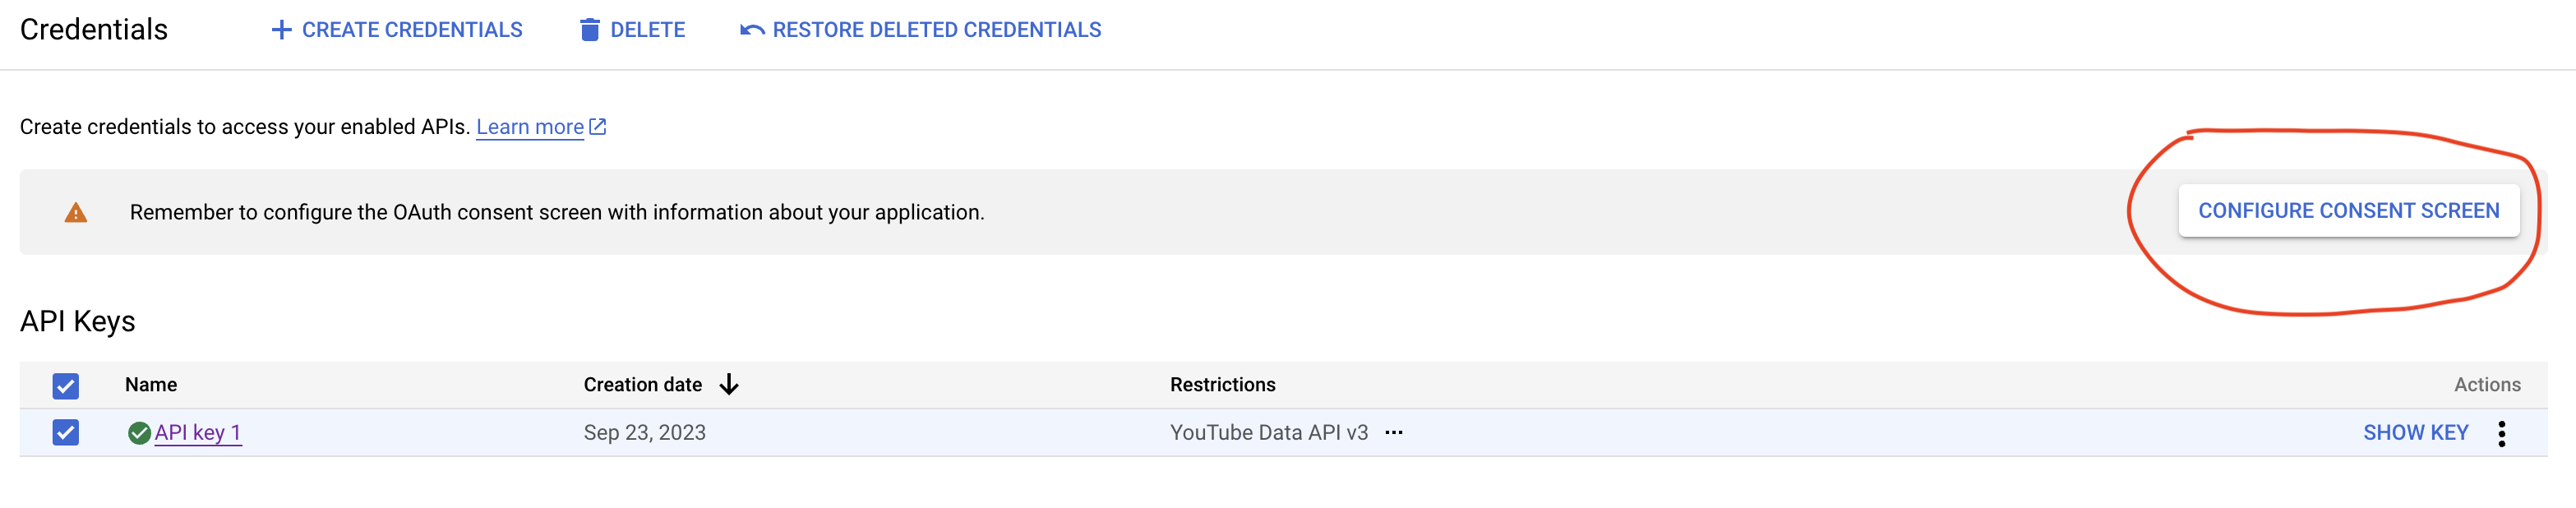 Credentials CREATE CREDENTIALS DELETE RESTORE DELETED CREDENTIALS
Create credentials to access your enabled APIs. Learn more
Remember to configure the OAuth consent screen with information about your application. CONFIGURE CONSENT SCREEN
API Keys
Name Creation date Restrictions Actions
API key 1 Sep 23, 2023 YouTube Data API v3 ... SHOW KEY